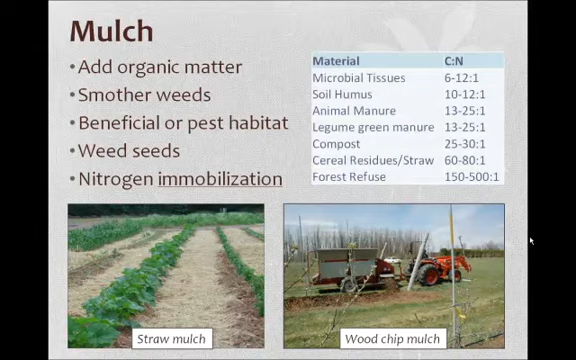 Mulch
•Add organic matter
•Smother weeds
•Beneficial or pest habitat
•Weed seeds
•Nitrogen immobilization
Material C:N
Microbial Tissues 6-12:1
Soil Humus 10-12:1
Animal Manure 13-25:1
Legume green manure 13-25:1
Compost 25-30:1
Cereal Residues/Straw 60-80:1
Forest Refuse 150-500:1
Straw mulch
Wood chip mulch